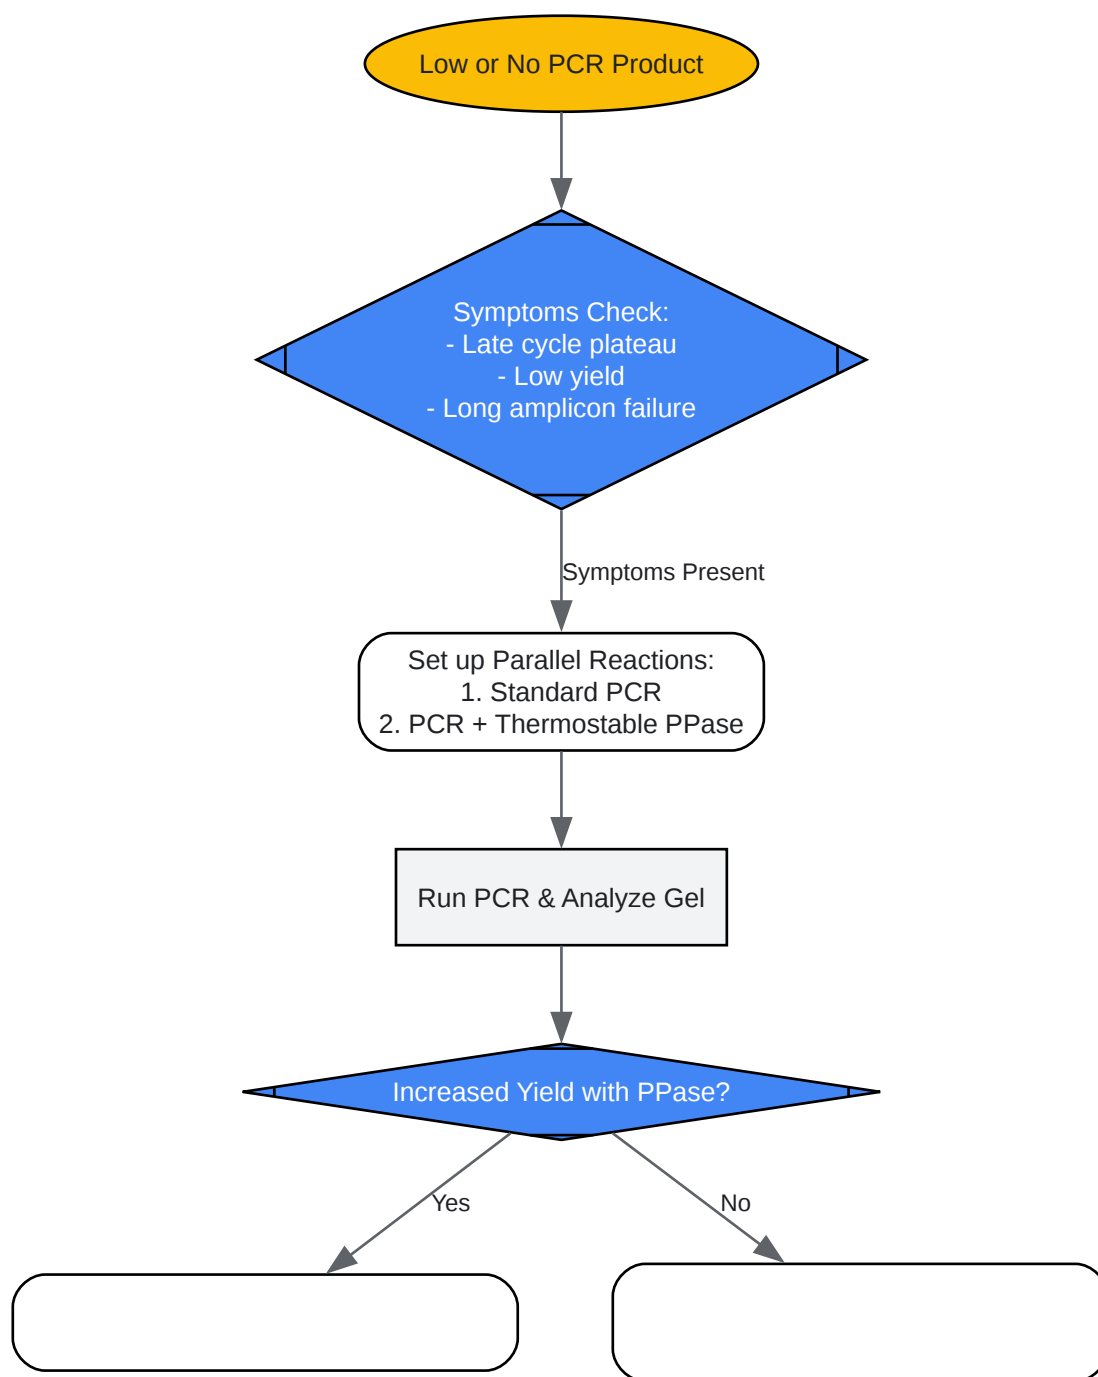 Low or No PCR Product
Symptoms Check:
- Late cycle plateau
- Low yield
- Long amplicon failure
Symptoms Present
Set up Parallel Reactions:
1. Standard PCR
2. PCR + Thermostable PPase
Run PCR & Analyze Gel
Increased Yield with PPase?
Yes
No